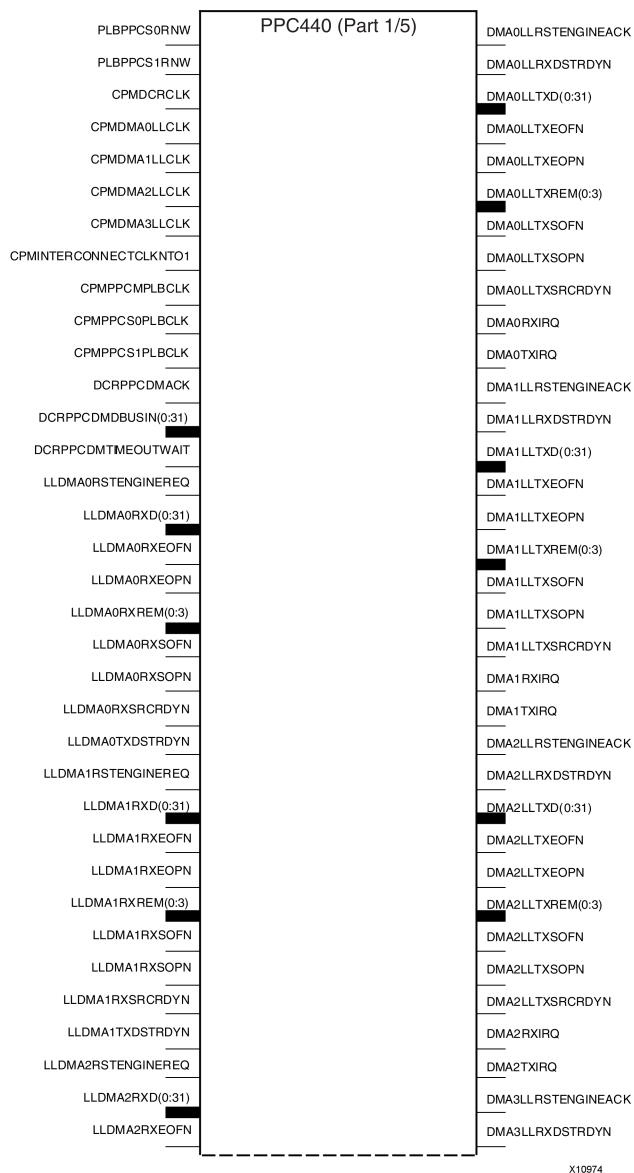 PPC440 (Part 1/5)
PLBPPCS0RNW
PLBPPCS1RNW
CPMDCRCLK
CPMDMA0LLCLK
CPMDMA1LLCLK
CPMDMA2LLCLK
CPMDMA3LLCLK
CPMINTERCONNECTCLKNTO1
CPMPPCMPLBCLK
CPMPPCS0PLBCLK
CPMPPCS1PLBCLK
DCRPPCDMACK
DCRPPCDMDBUSIN(0:31)
DCRPPCDMTIMEOUTWAIT
LLDMA0RSTENGINEREQ
LLDMA0RXD(0:31)
LLDMA0RXEOFN
LLDMA0RXEOPN
LLDMA0RXREM(0:3)
LLDMA0RXSOFN
LLDMA0RXSOPN
LLDMA0RXSRCRDYN
LLDMA0TXDSTRDYN
LLDMA1RSTENGINEREQ
LLDMA1RXD(0:31)
LLDMA1RXEOFN
LLDMA1RXEOPN
LLDMA1RXREM(0:3)
LLDMA1RXSOFN
LLDMA1RXSOPN
LLDMA1RXSRCRDYN
LLDMA1TXDSTRDYN
LLDMA2RSTENGINEREQ
LLDMA2RXD(0:31)
LLDMA2RXEOFN
DMA0LLRSTENGINEACK
DMA0LLRXDSTRDYN
DMA0LLTXD(0:31)
DMA0LLTXEOFN
DMA0LLTXEOPN
DMA0LLTXREM(0:3)
DMA0LLTXSOFN
DMA0LLTXSOPN
DMA0LLTXSRCRDYN
DMA0RXIRQ
DMA0TXIRQ
DMA1LLRSTENGINEACK
DMA1LLRXDSTRDYN
DMA1LLTXD(0:31)
DMA1LLTXEOFN
DMA1LLTXEOPN
DMA1LLTXREM(0:3)
DMA1LLTXSOFN
DMA1LLTXSOPN
DMA1LLTXSRCRDYN
DMA1RXIRQ
DMA1TXIRQ
DMA2LLRSTENGINEACK
DMA2LLRXDSTRDYN
DMA2LLTXD(0:31)
DMA2LLTXEOFN
DMA2LLTXEOPN
DMA2LLTXREM(0:3)
DMA2LLTXSOFN
DMA2LLTXSOPN
DMA2LLTXSRCRDYN
DMA2RXIRQ
DMA2TXIRQ
DMA3LLRSTENGINEACK
DMA3LLRXDSTRDYN
X10974